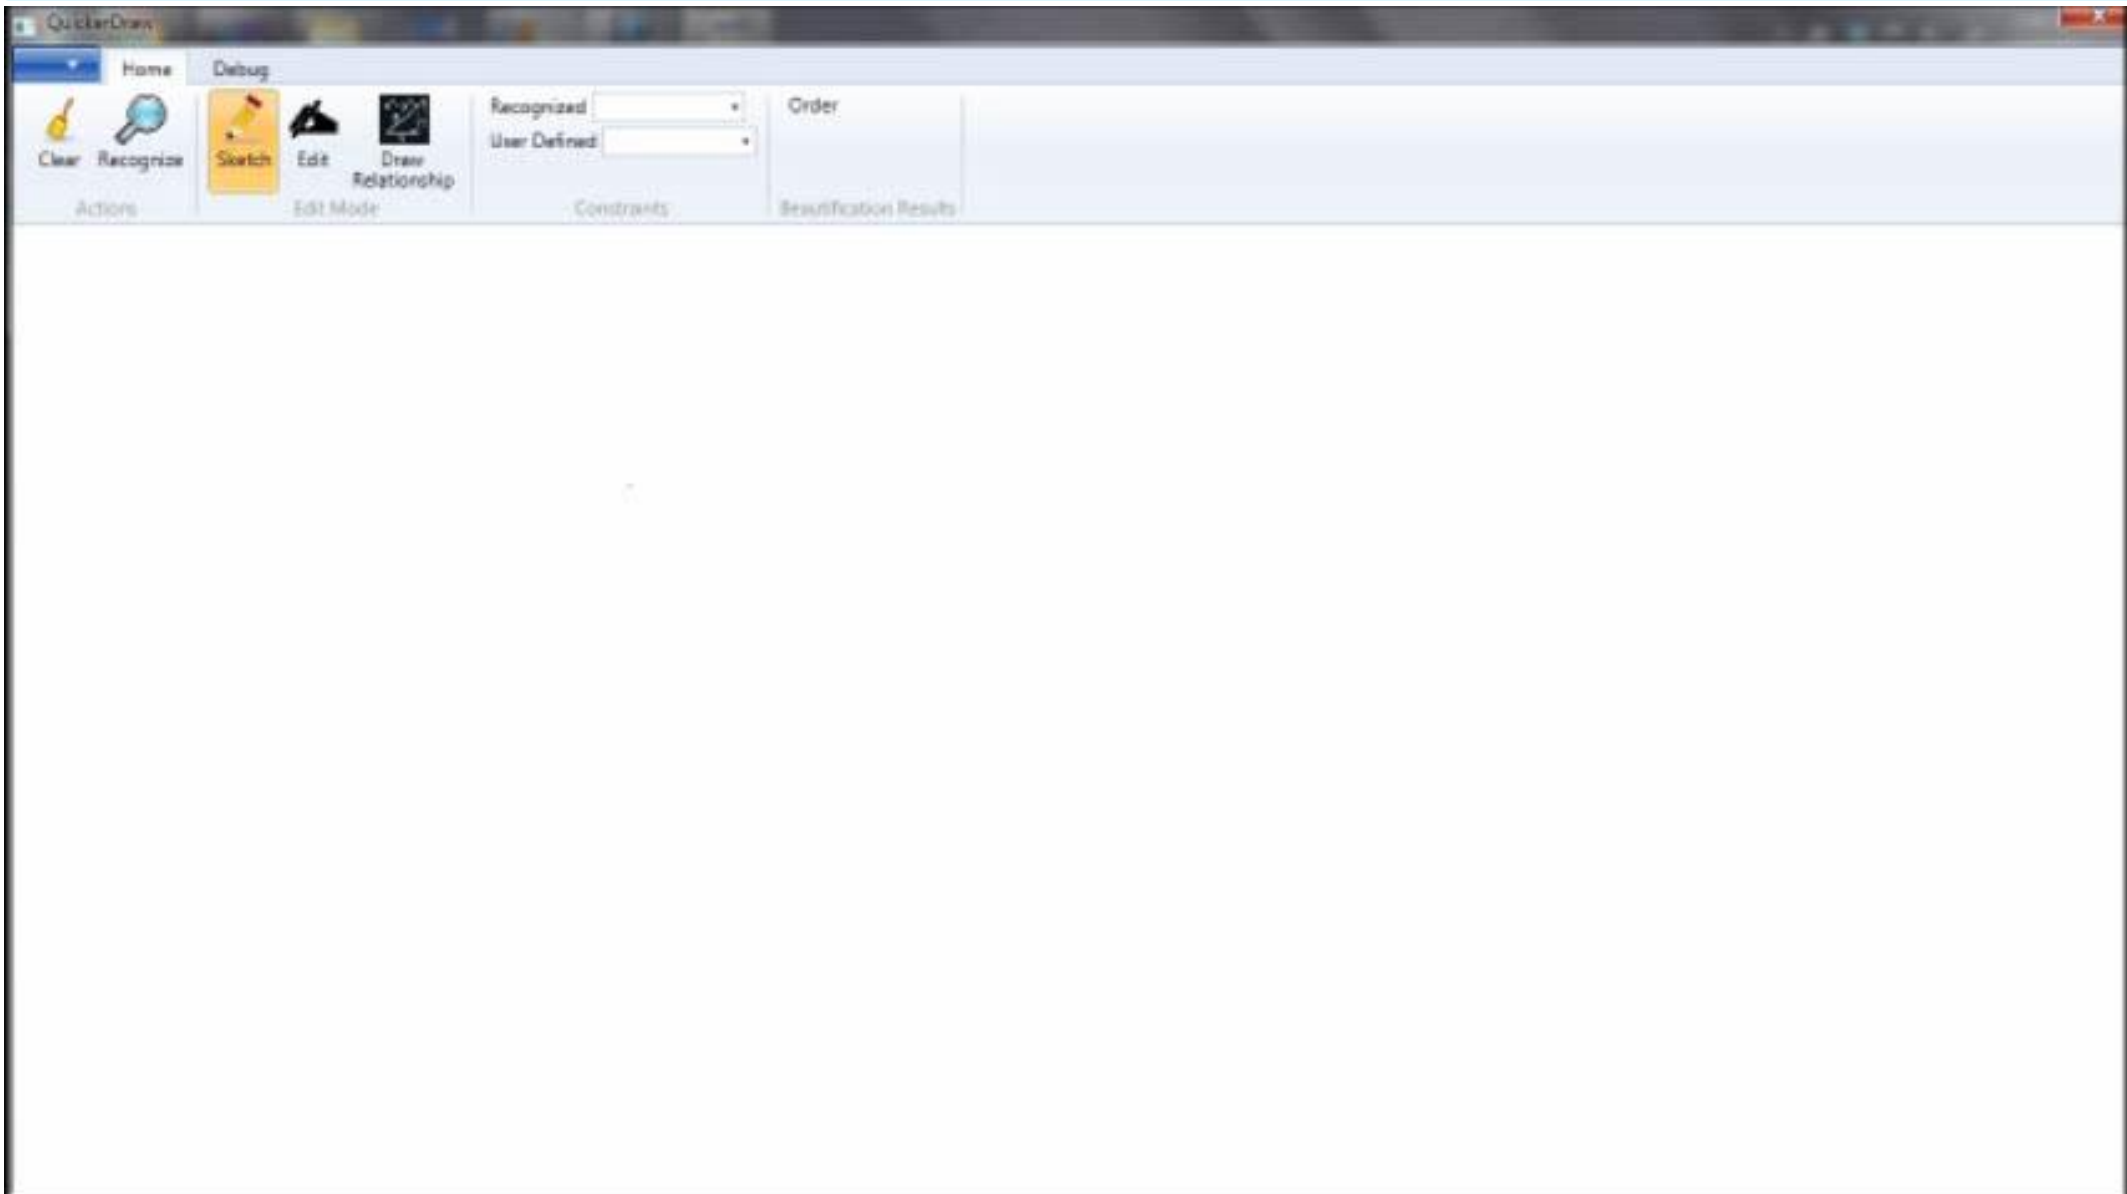 QuickerDraw
Home Debug
Clear Recognize Sketch Edit Draw Relationship
Recognized
User Defined
Order
Actions Edit Mode Constraints Beautification Results